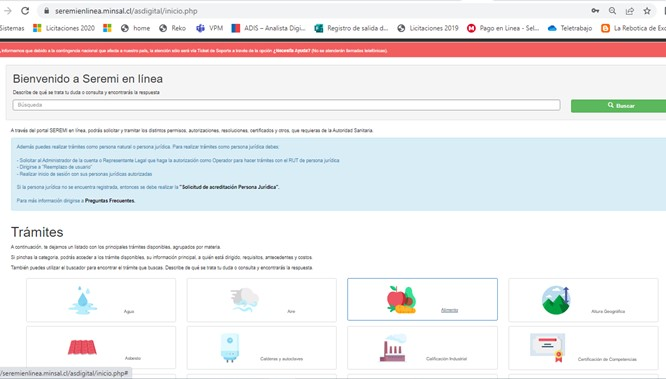 seremienlinea.minsal.cl/asdigital/inicio.php
Sistemas
Otros
Hosting
Reko
VPM
ADIS – Analista Digi...
Registro de salida d...
Licitaciones 2019
Pago en Linea - Sel...
Teletrabajo
La Rebotica de Exc
Informamos que debido a la contingencia nacional que afecta a nuestro país, la atención sólo será vía Ticket de Soporte a través de la opción ¿Necesita Ayuda? (No se atenderán llamados telefónicos).
Bienvenido a Seremi en línea
Describe de qué se trata tu duda o consulta y encontrarás la respuesta
Búsqueda
Buscar
A través del portal SEREMI en línea, podrás solicitar y tramitar los distintos permisos, autorizaciones, resoluciones, certificados y otros, que requieras de la Autoridad Sanitaria.
Además puedes realizar trámites como persona natural o persona jurídica. Para realizar trámites como persona jurídica debes:
- Solicitar al Administrador de la cuenta o Representante Legal que haga la autorización como Operador para hacer trámites con el RUT de persona jurídica.
- Dirigirse a "Reemplazo de usuario"
- Realizar inicio de sesión con sus personas jurídicas autorizadas
Si la persona jurídica no se encuentra registrada, entonces se debe realizar la "Solicitud de acreditación Persona Jurídica".
Para más información dirigirse a Preguntas Frecuentes.
Trámites
A continuación, te dejamos un listado con los principales trámites disponibles, agrupados por materia.
Si pinchas la categoría, podrás acceder a los trámite disponibles, su información principal, a quién está dirigido, requisitos, antecedentes y costos.
También puedes utilizar el buscador para encontrar el trámite que buscas. Describe de qué se trata tu duda o consulta y encontrarás la respuesta.
Agua
Aire
Alimento
Altura Geográfica
Asbesto
Calderas y autoclaves
Calificación Industrial
Certificación de Competencias
/seremienlinea.minsal.cl/asdigital/inicio.php#